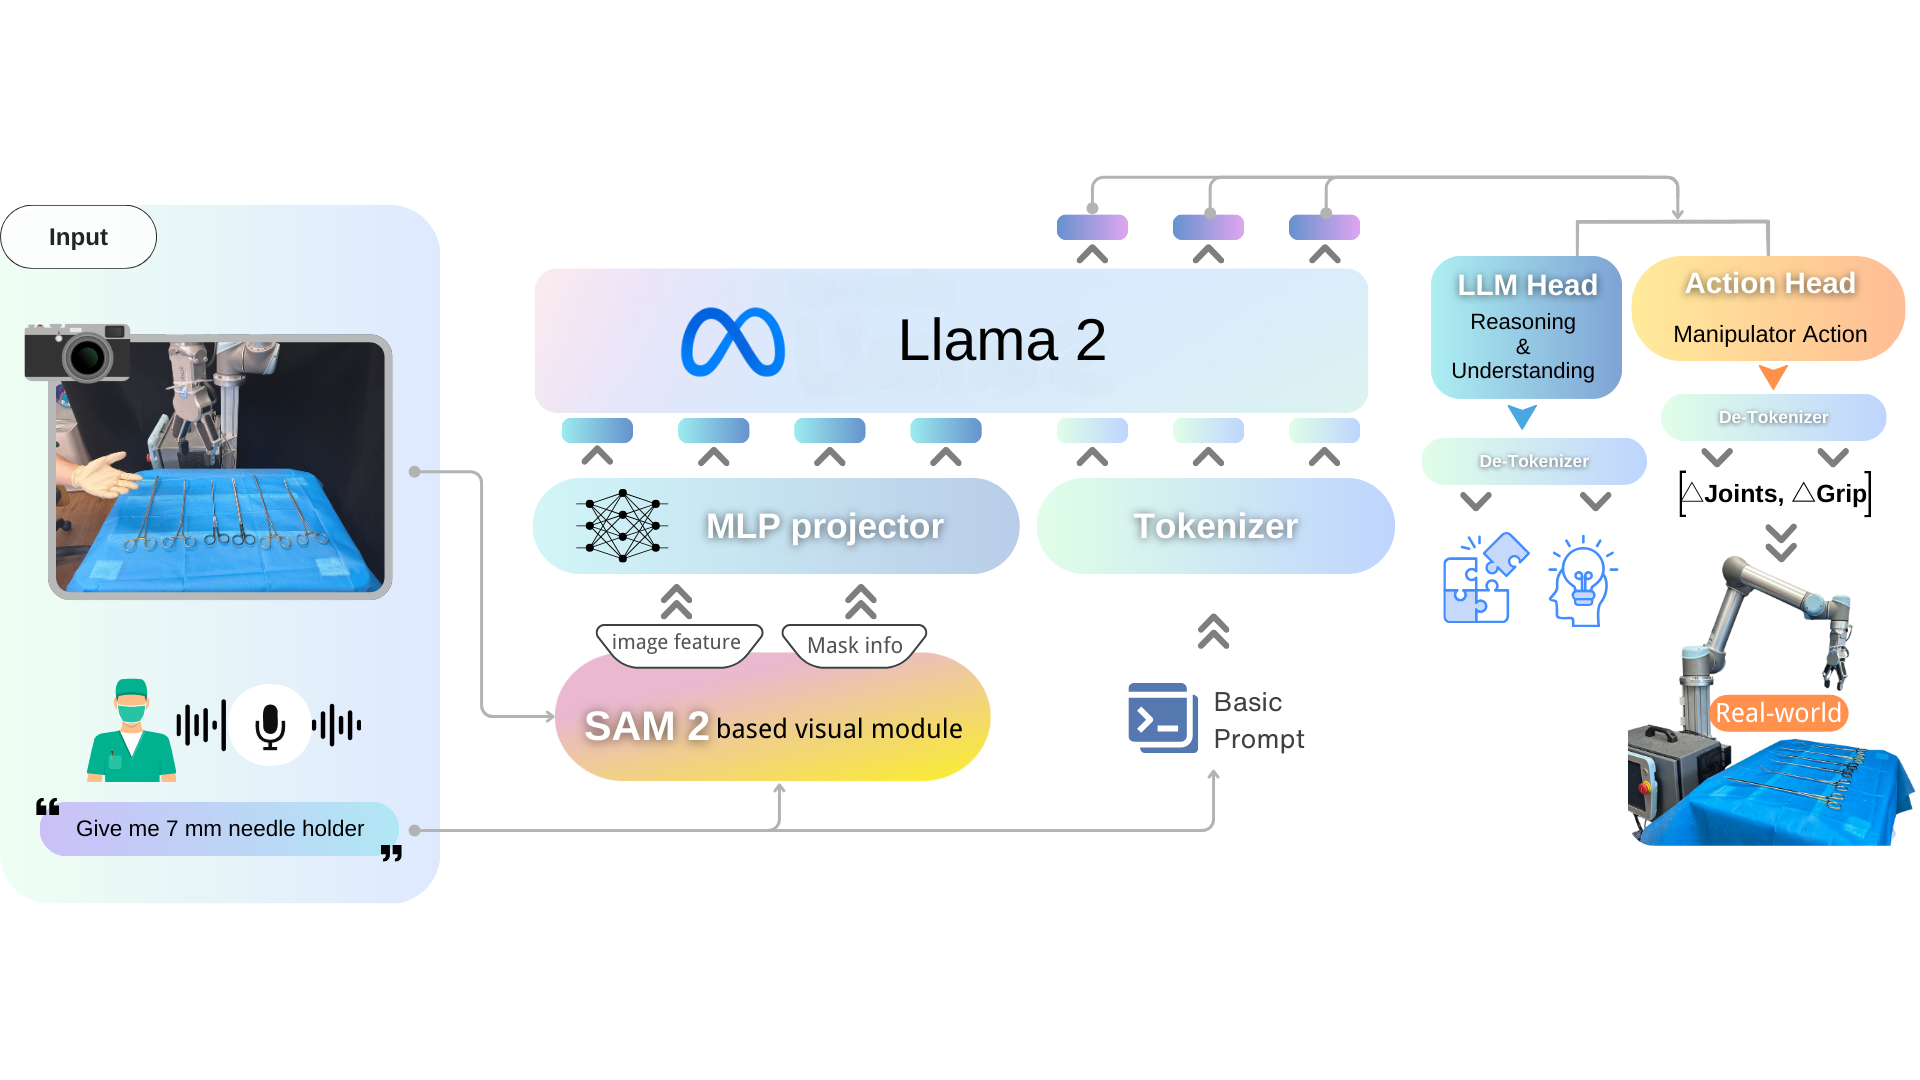 Input
“
Give me 7 mm needle holder
”
Llama 2
MLP projector
Tokenizer
image feature
Mask info
SAM 2 based visual module
Basic
Prompt
LLM Head
Reasoning
&
Understanding
De-Tokenizer
Action Head
Manipulator Action
De-Tokenizer
[△Joints, △Grip]
Real-world